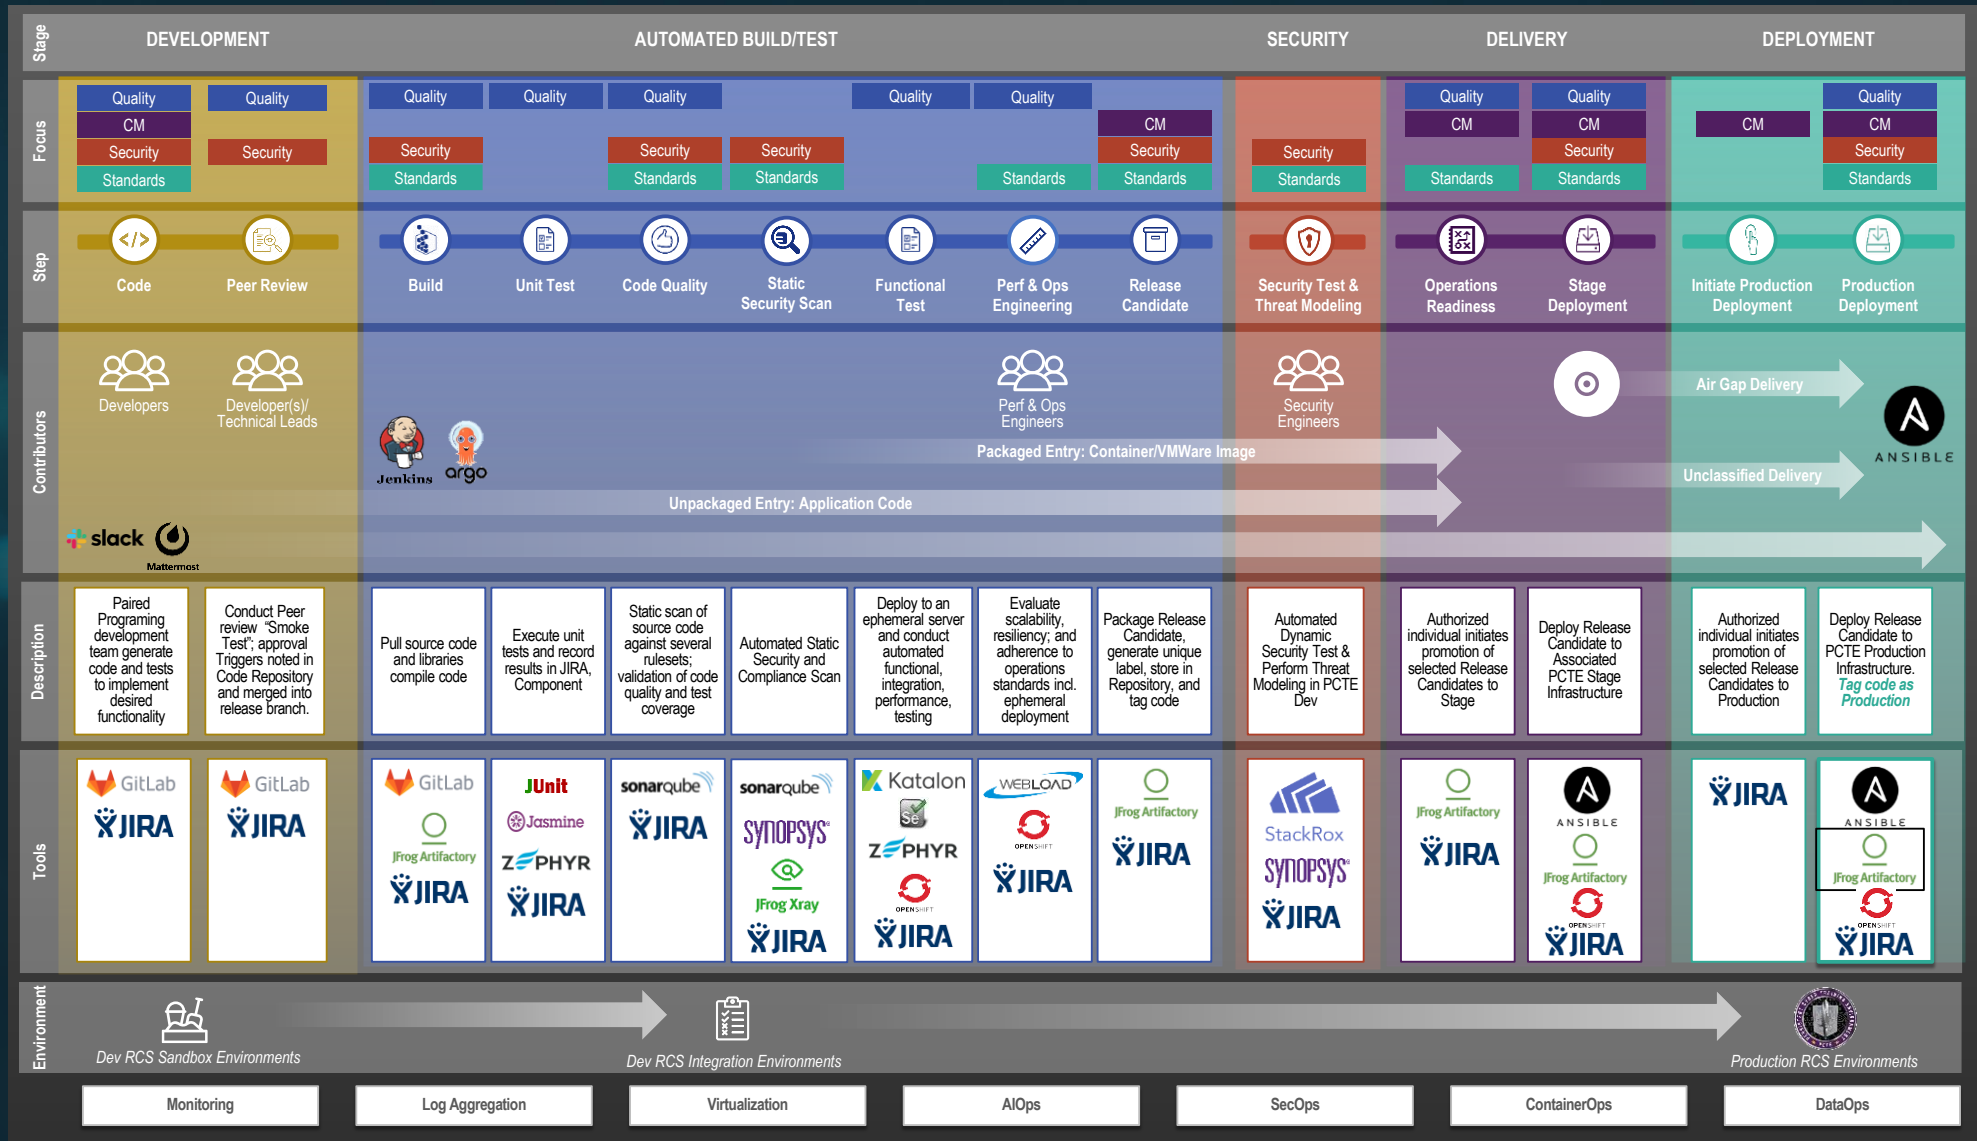 Stage
DEVELOPMENT
AUTOMATED BUILD/TEST
SECURITY
DELIVERY
DEPLOYMENT
Focus
Quality
CM
Security
Standards
Quality
Security
Quality
Security
Standards
Quality
Quality
Security
Standards
Security
Standards
Quality
Quality
Standards
CM
Security
Standards
Security
Standards
Quality
CM
Standards
Quality
CM
Security
Standards
CM
Quality
CM
Security
Standards
Step
Code
Peer Review
Build
Unit Test
Code Quality
Static
Security Scan
Functional
Test
Perf & Ops
Engineering
Release
Candidate
Security Test &
Threat Modeling
Operations
Readiness
Stage
Deployment
Initiate Production
Deployment
Production
Deployment
Contributors
Developers
Developer(s)/
Technical Leads
Jenkins
argo
Perf & Ops
Engineers
Security
Engineers
Air Gap Delivery
ANSIBLE
Packaged Entry: Container/VMWare Image
Unclassified Delivery
Unpackaged Entry: Application Code
slack
Mattermost
Description
Paired
Programing
development
team generate
code and tests
to implement
desired
functionality
Conduct Peer
review “Smoke
Test”; approval
Triggers noted in
Code Repository
and merged into
release branch.
Pull source code
and libraries
compile code
Execute unit
tests and record
results in JIRA,
Component
Static scan of
source code
against several
rulesets;
validation of code
quality and test
coverage
Automated Static
Security and
Compliance Scan
Deploy to an
ephemeral server
and conduct
automated
functional,
integration,
performance,
testing
Evaluate
scalability,
resiliency; and
adherence to
operations
standards incl.
ephemeral
deployment
Package Release
Candidate,
generate unique
label, store in
Repository, and
tag code
Automated
Dynamic
Security Test &
Perform Threat
Modeling in PCTE
Dev
Authorized
individual initiates
promotion of
selected Release
Candidates to
Stage
Deploy Release
Candidate to
Associated
PCTE Stage
Infrastructure
Authorized
individual initiates
promotion of
selected Release
Candidates to
Production
Deploy Release
Candidate to
PCTE Production
Infrastructure.
Tag code as
Production
Tools
GitLab
JIRA
GitLab
JIRA
GitLab
JFrog Artifactory
JIRA
JUnit
Jasmine
ZEPHYR
JIRA
sonarqube
JIRA
sonarqube
SYNOPSYS®
JFrog Xray
JIRA
Katalon
Se
ZEPHYR
OPENSHIFT
JIRA
WEBLOAD
OPENSHIFT
JIRA
JFrog Artifactory
JIRA
StackRox
SYNOPSYS®
JIRA
JFrog Artifactory
JIRA
ANSIBLE
JFrog Artifactory
OPENSHIFT
JIRA
JIRA
ANSIBLE
JFrog Artifactory
OPENSHIFT
JIRA
Environment
Dev RCS Sandbox Environments
Dev RCS Integration Environments
Production RCS Environments
Monitoring
Log Aggregation
Virtualization
AIOps
SecOps
ContainerOps
DataOps